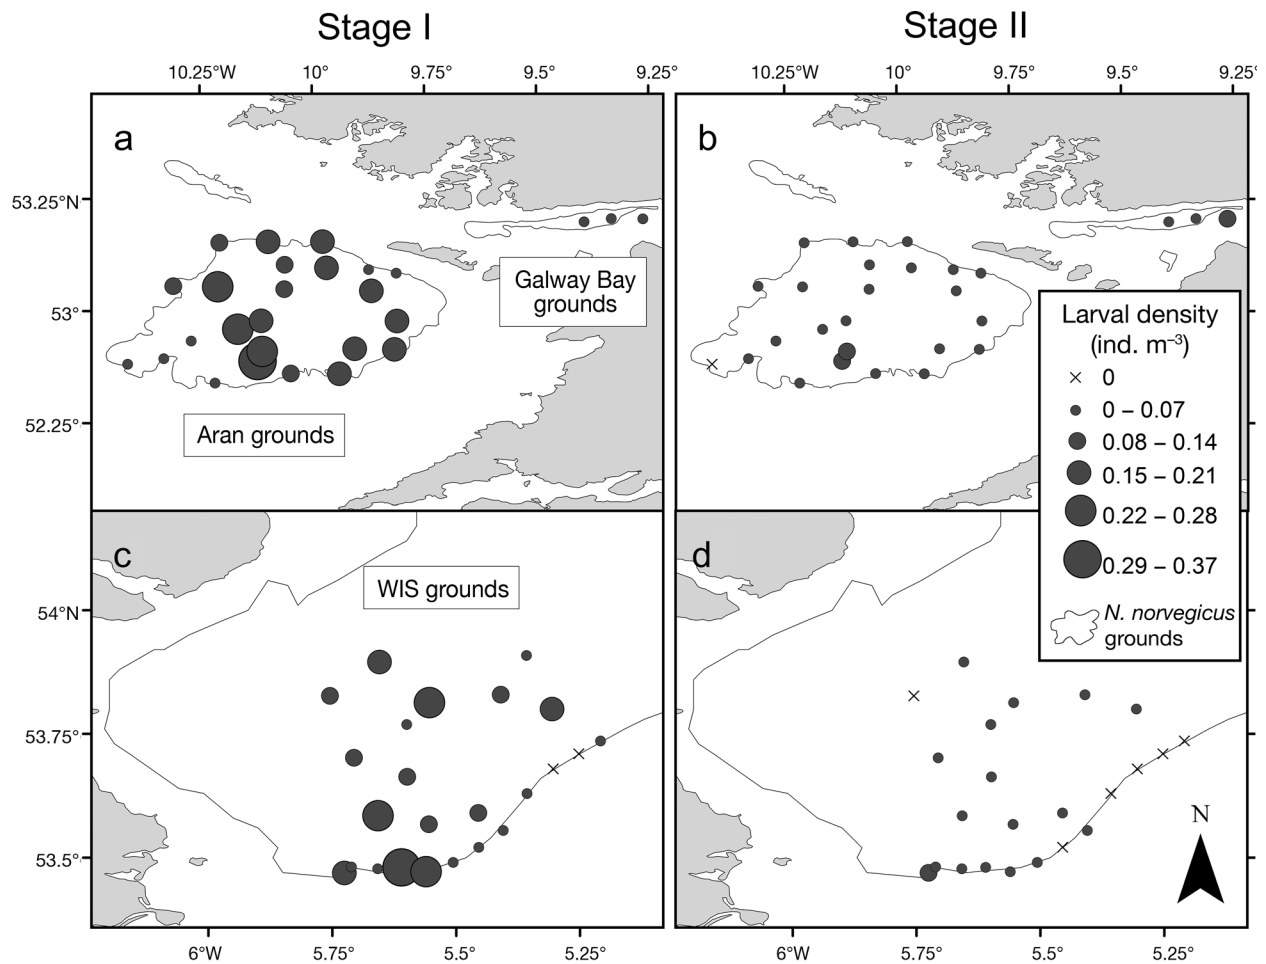 Stage I
Stage II
10.25°W 10° 9.75° 9.5° 9.25°
10.25°W 10° 9.75° 9.5° 9.25°
a
b
53.25°N
53°
52.25°
Galway Bay
grounds
Aran grounds
Larval density
(ind. m–3)
0
0 – 0.07
0.08 – 0.14
0.15 – 0.21
0.22 – 0.28
0.29 – 0.37
N. norvegicus
grounds
c
d
WIS grounds
54°N
53.75°
53.5°
N
6°W 5.75° 5.5° 5.25°
6°W 5.75° 5.5° 5.25°